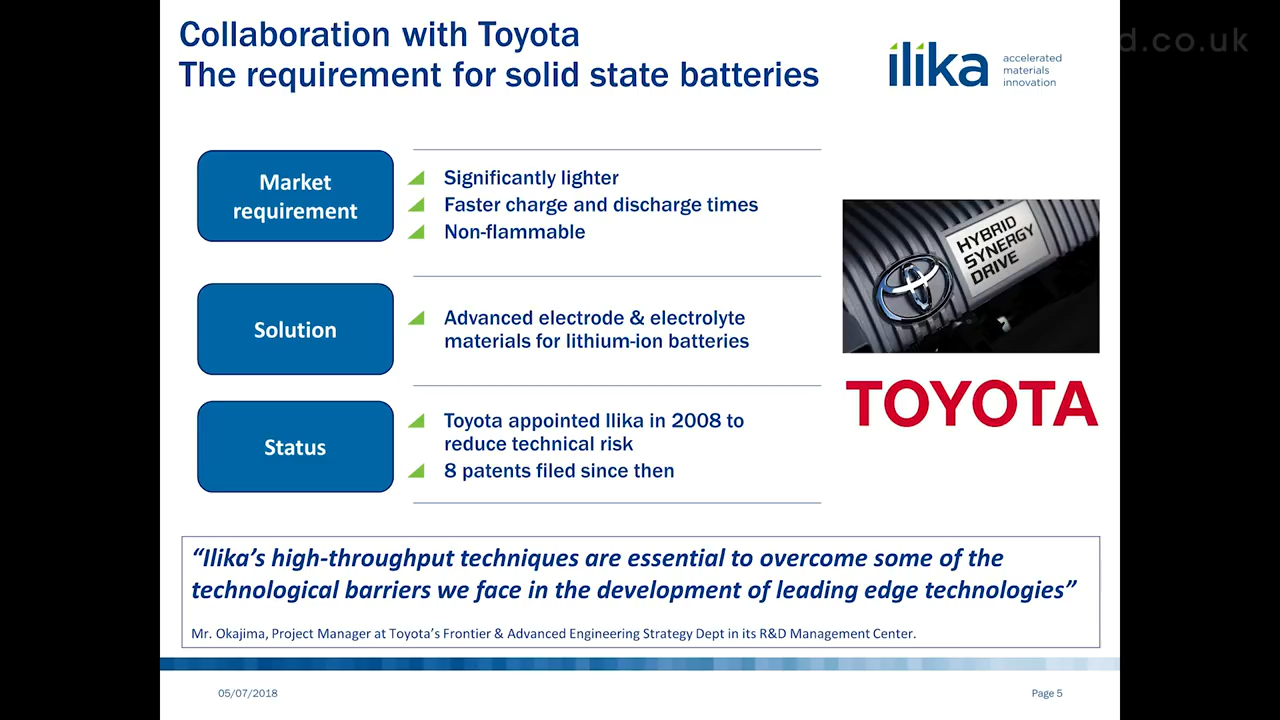 Collaboration with Toyota
The requirement for solid state batteries
ilika
accelerated
materials
innovation
d.co.uk
Market
requirement
Significantly lighter
Faster charge and discharge times
Non-flammable
HYBRID
SYNERGY
DRIVE
Solution
Advanced electrode & electrolyte
materials for lithium-ion batteries
TOYOTA
Status
Toyota appointed Ilika in 2008 to
reduce technical risk
8 patents filed since then
“Ilika’s high-throughput techniques are essential to overcome some of the
technological barriers we face in the development of leading edge technologies”
Mr. Okajima, Project Manager at Toyota’s Frontier & Advanced Engineering Strategy Dept in its R&D Management Center.
05/07/2018
Page 5